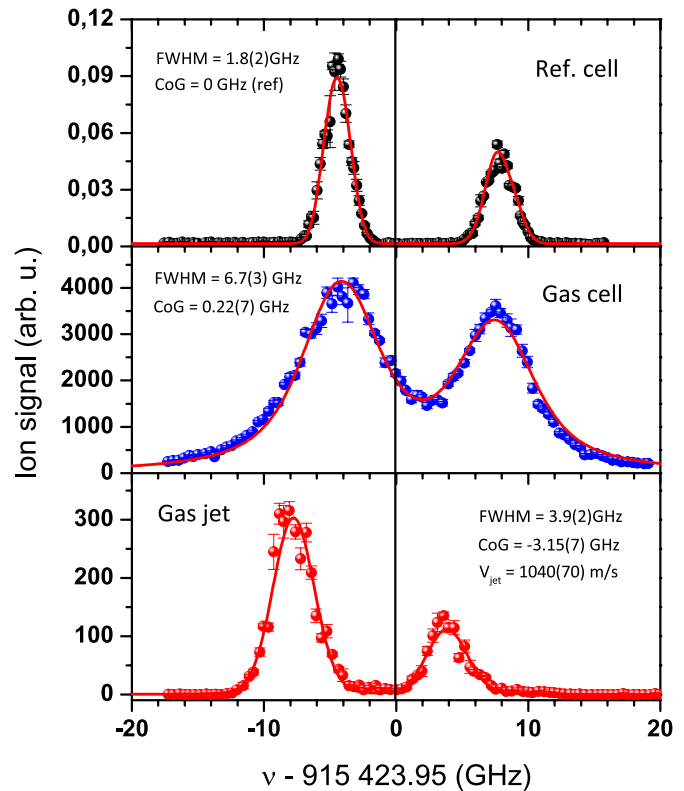 0,12
0,09
0,06
0,03
0,00
FWHM = 1.8(2)GHz
CoG = 0 GHz (ref)
Ref. cell
4000
3000
2000
1000
0
FWHM = 6.7(3) GHz
CoG = 0.22(7) GHz
Gas cell
300
200
100
0
Gas jet
FWHM = 3.9(2)GHz
CoG = -3.15(7) GHz
V_jet = 1040(70) m/s
Ion signal (arb. u.)
-20 -10 0 10 20
ν - 915 423.95 (GHz)